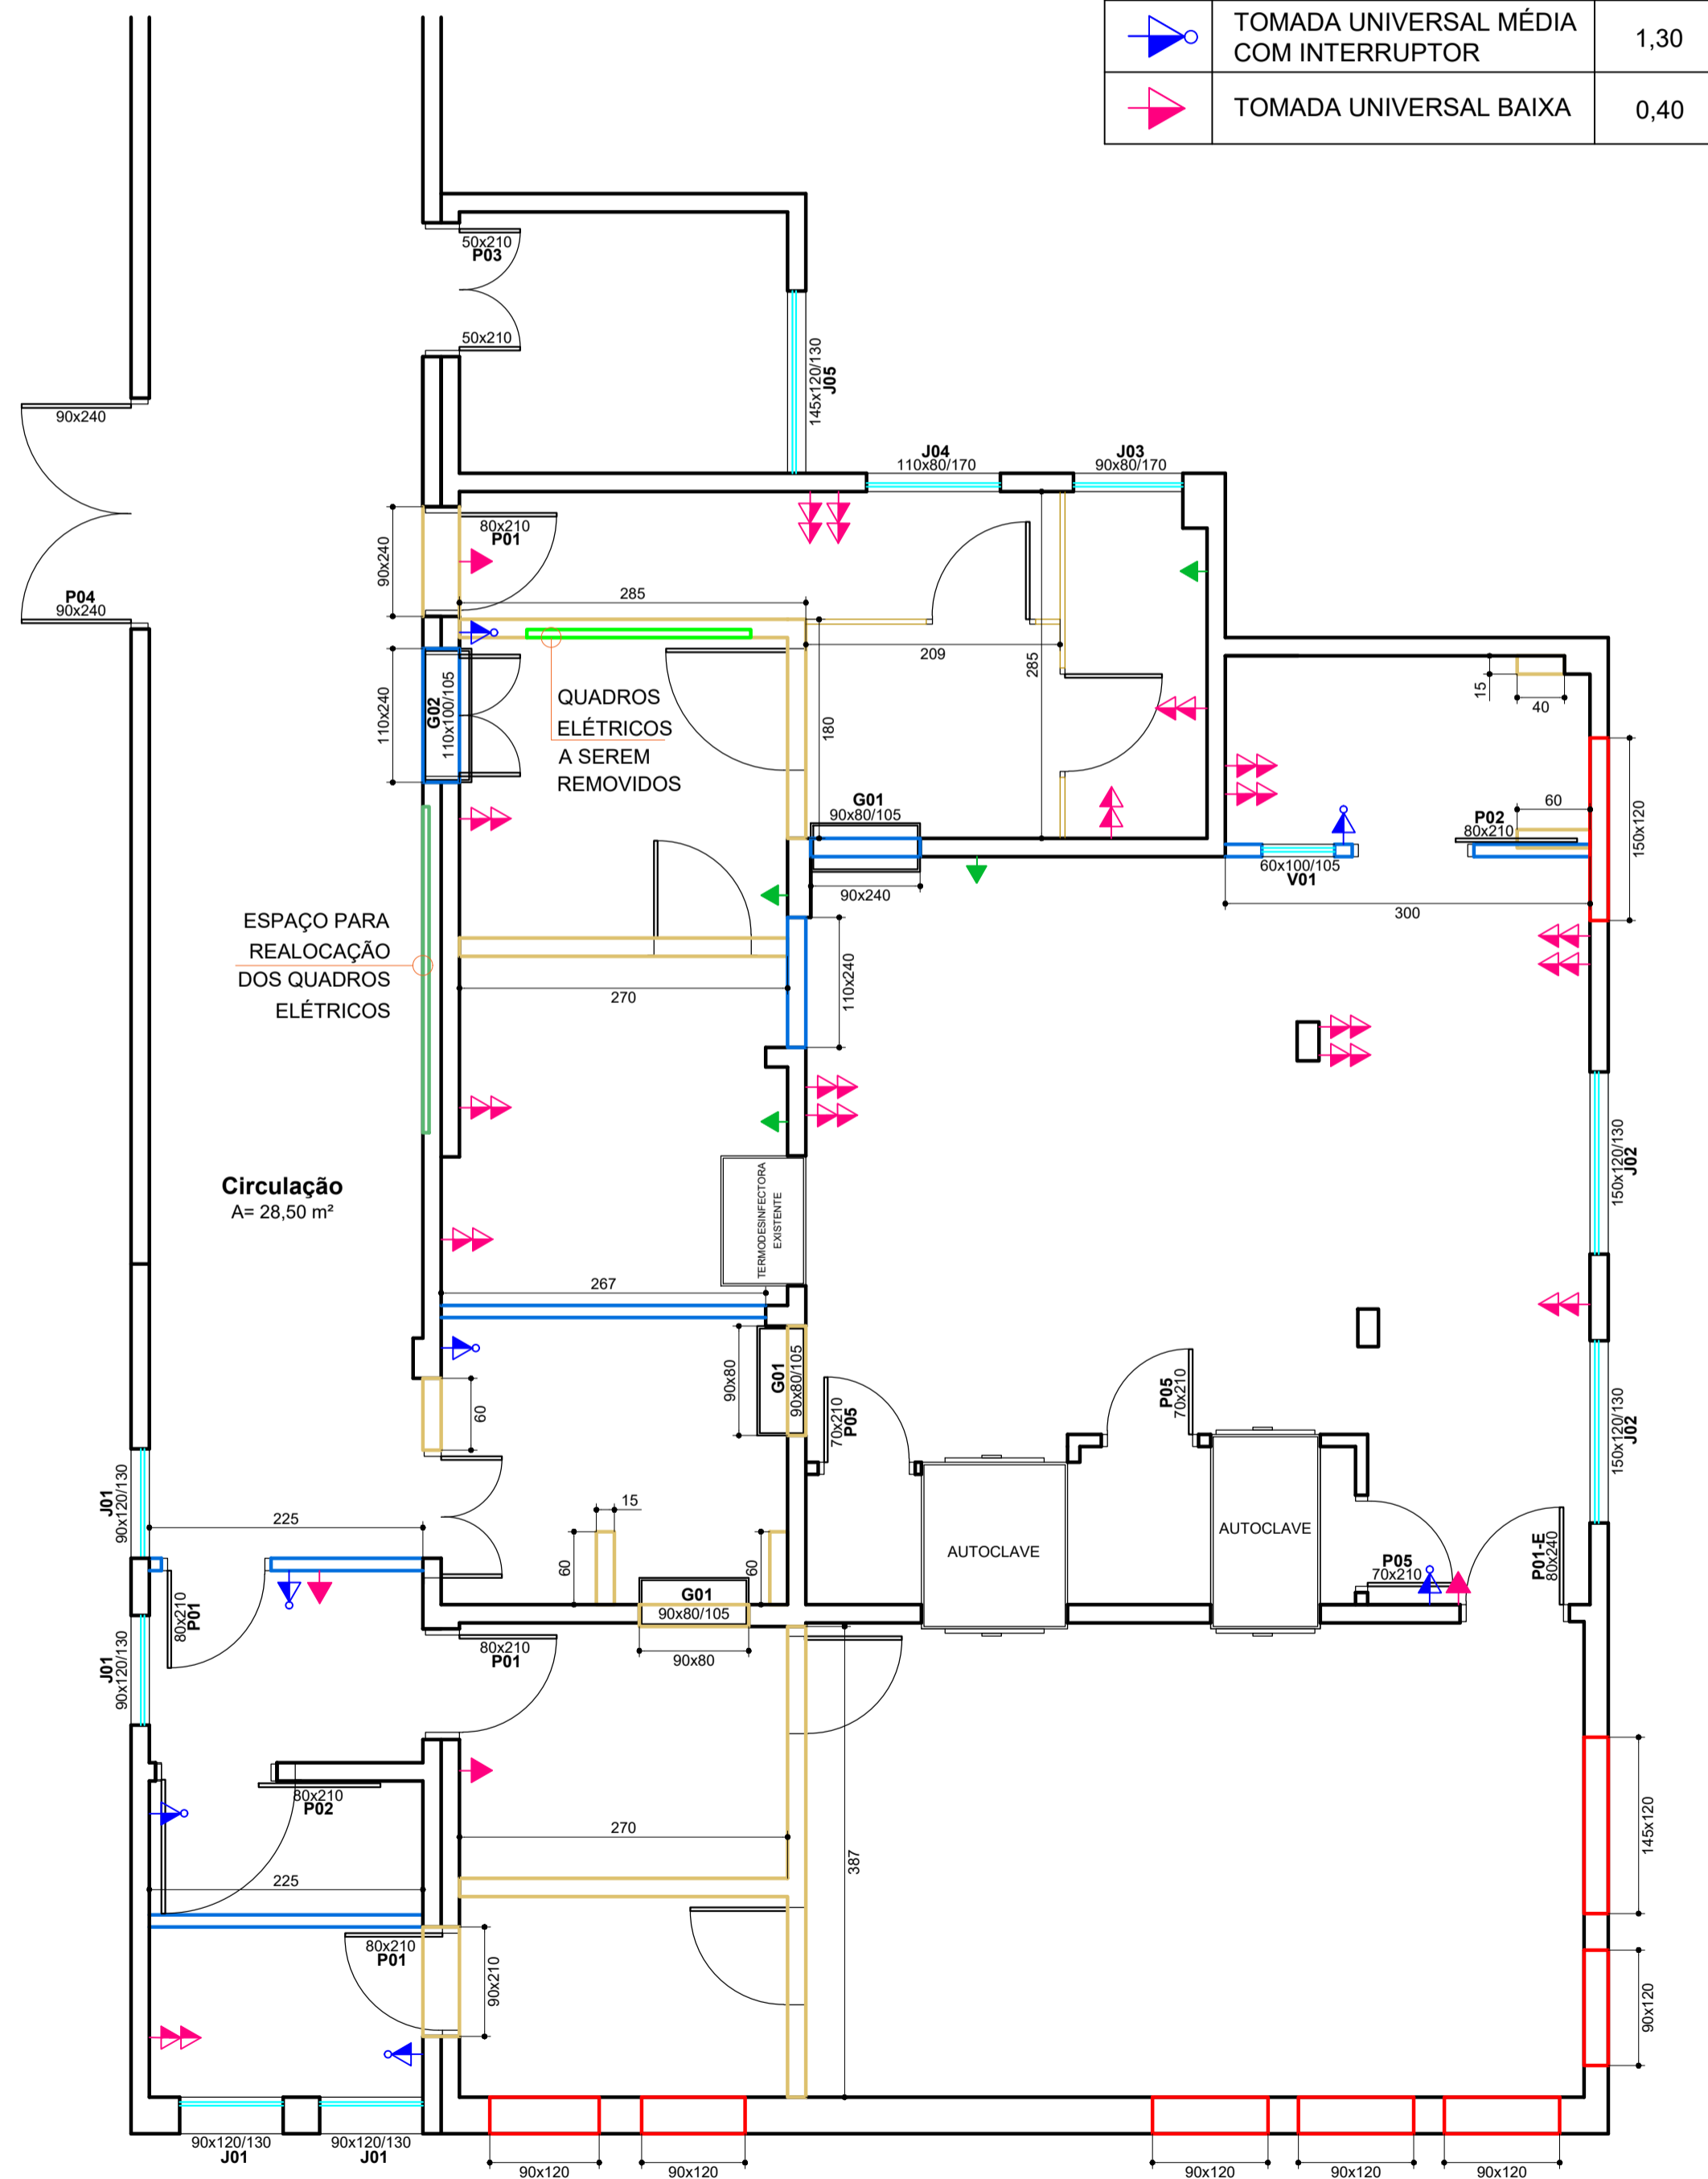 TOMADA UNIVERSAL MÉDIA
COM INTERRUPTOR
1,30
TOMADA UNIVERSAL BAIXA
0,40
50x210
P03
50x210
145x120/130
J05
90x240
P04
90x240
J04
110x80/170
J03
90x80/170
80x210
P01
90x240
285
209
285
180
15
40
110x240
G02
110x100/105
QUADROS
ELÉTRICOS
A SEREM
REMOVIDOS
G01
90x80/105
90x240
60
P02
80x210
150x120
60x100/105
V01
300
ESPAÇO PARA
REALOCAÇÃO
DOS QUADROS
ELÉTRICOS
270
110x240
Circulação
A= 28,50 m²
TERMODESINFECTORA
EXISTENTE
150x120/130
J02
267
90x80
G01
90x80/105
60
70x210
P05
P05
70x210
150x120/130
J02
J01
90x120/130
225
15
60
60
AUTOCLAVE
AUTOCLAVE
P05
70x210
P01-E
80x240
G01
90x80/105
90x80
80x210
P01
J01
90x120/130
80x210
P01
80x210
P02
270
387
145x120
225
80x210
P01
90x210
90x120
90x120/130
J01
90x120/130
J01
90x120
90x120
90x120
90x120
90x120